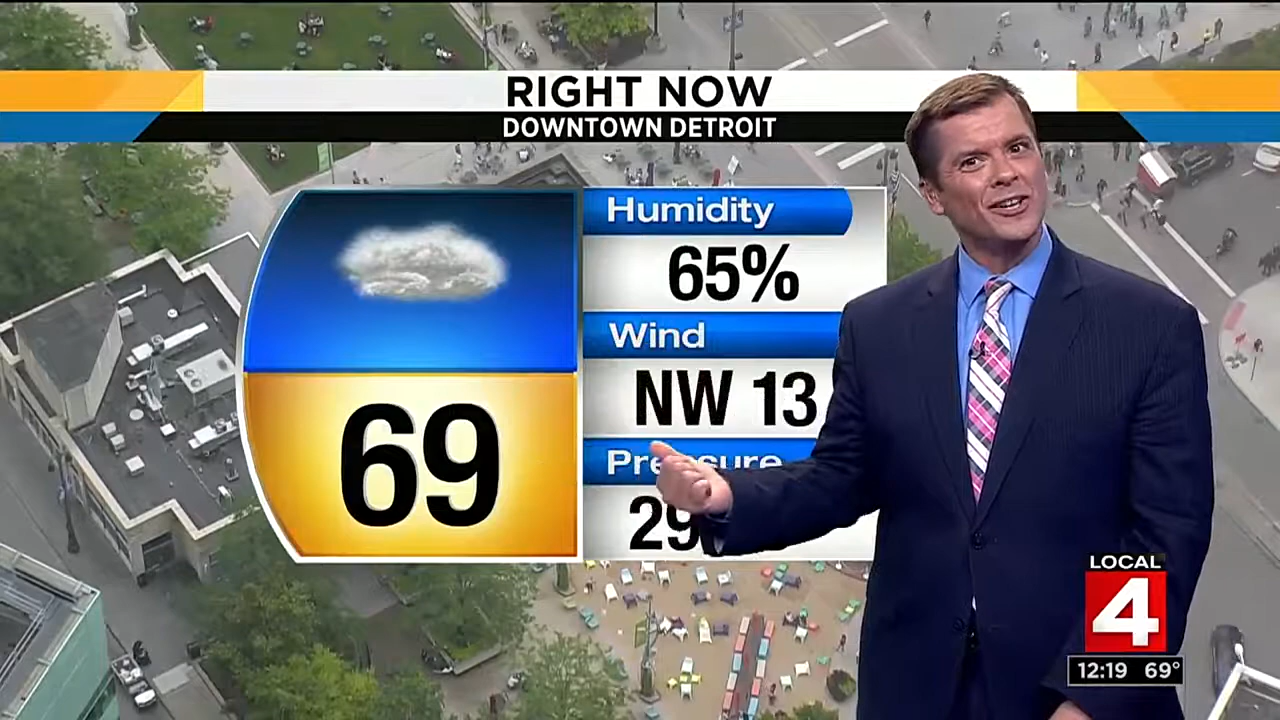 RIGHT NOW
DOWNTOWN DETROIT
Humidity
65%
Wind
NW 13
69
LOCAL
4
12:19 69°